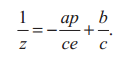 1/z = - ap/ce + b/c.